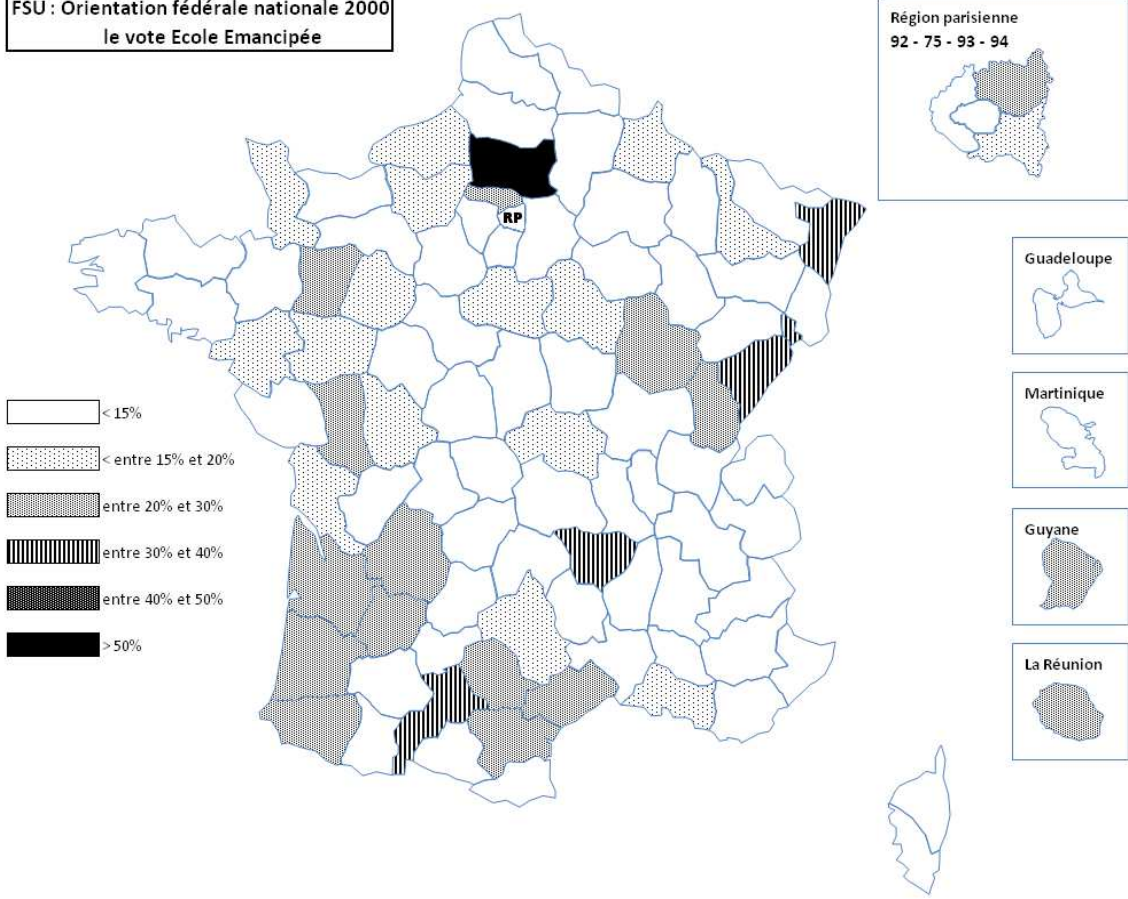 FSU : Orientation fédérale nationale 2000
le vote Ecole Emancipée
Région parisienne
92 - 75 - 93 - 94
RP
Guadeloupe
Martinique
Guyane
La Réunion
< 15%
< entre 15% et 20%
entre 20% et 30%
entre 30% et 40%
entre 40% et 50%
> 50%